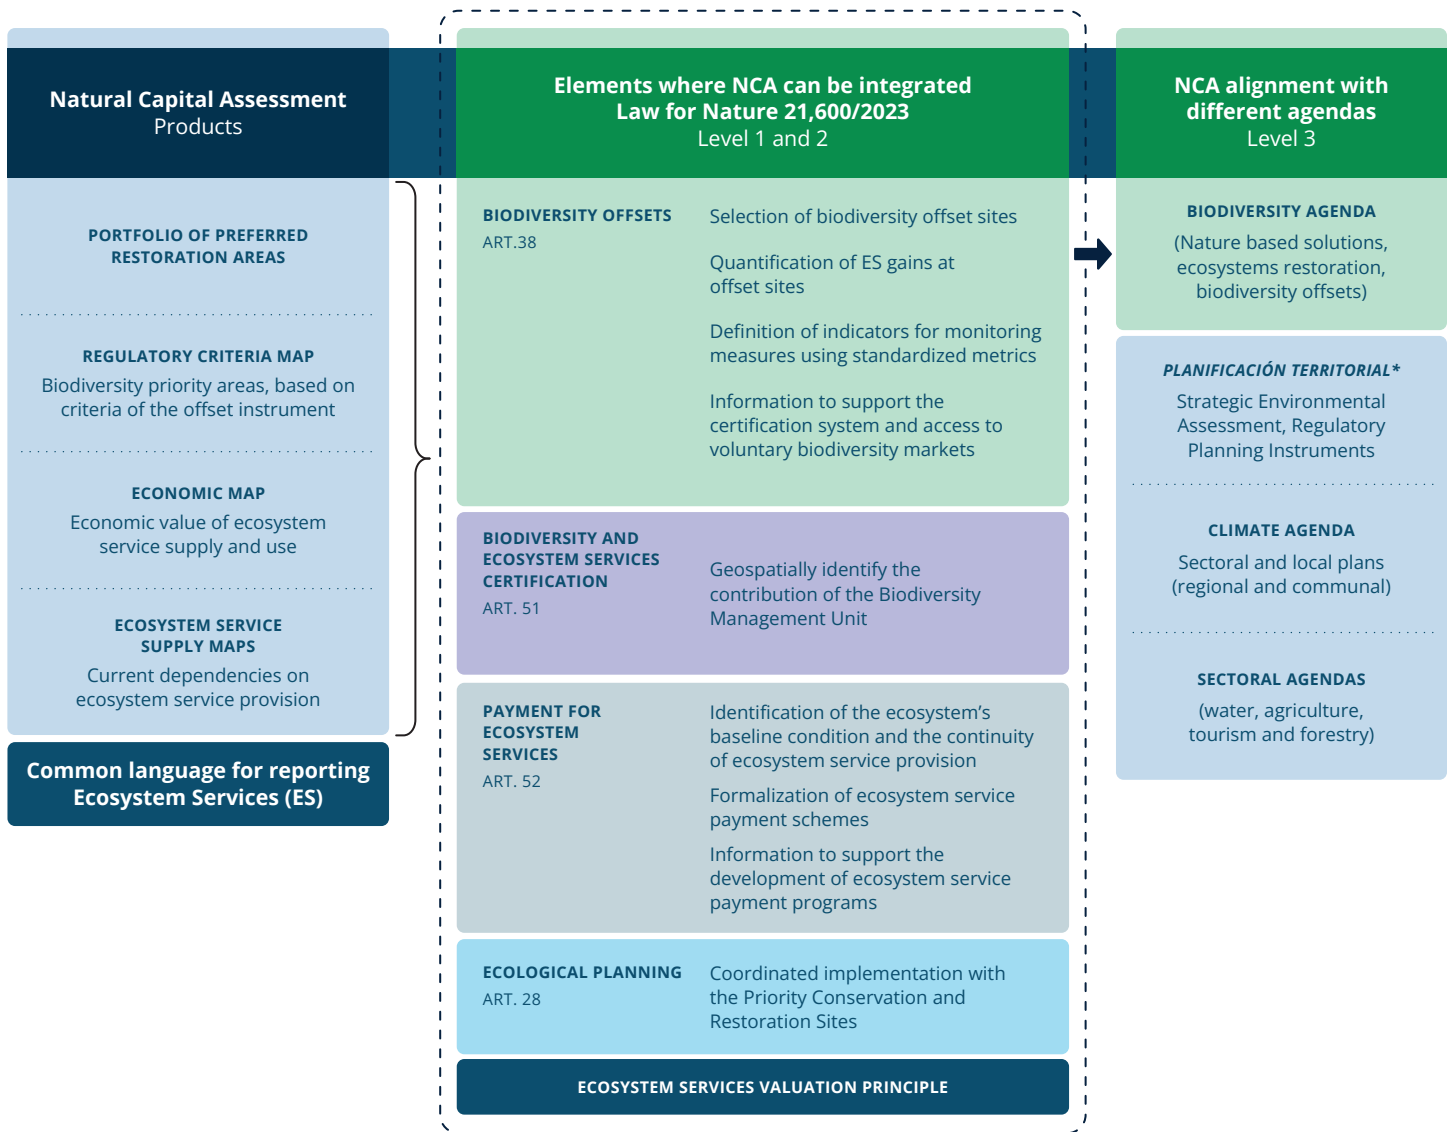 Natural Capital Assessment
Products
PORTFOLIO OF PREFERRED
RESTORATION AREAS
REGULATORY CRITERIA MAP
Biodiversity priority areas, based on
criteria of the offset instrument
ECONOMIC MAP
Economic value of ecosystem
service supply and use
ECOSYSTEM SERVICE
SUPPLY MAPS
Current dependencies on
ecosystem service provision
Common language for reporting
Ecosystem Services (ES)
Elements where NCA can be integrated
Law for Nature 21,600/2023
Level 1 and 2
BIODIVERSITY OFFSETS
ART.38
Selection of biodiversity offset sites
Quantification of ES gains at
offset sites
Definition of indicators for monitoring
measures using standardized metrics
Information to support the
certification system and access to
voluntary biodiversity markets
BIODIVERSITY AND
ECOSYSTEM SERVICES
CERTIFICATION
ART. 51
Geospatially identify the
contribution of the Biodiversity
Management Unit
PAYMENT FOR
ECOSYSTEM
SERVICES
ART. 52
Identification of the ecosystem’s
baseline condition and the continuity
of ecosystem service provision
Formalization of ecosystem service
payment schemes
Information to support the
development of ecosystem service
payment programs
ECOLOGICAL PLANNING
ART. 28
Coordinated implementation with
the Priority Conservation and
Restoration Sites
ECOSYSTEM SERVICES VALUATION PRINCIPLE
NCA alignment with
different agendas
Level 3
BIODIVERSITY AGENDA
(Nature based solutions,
ecosystems restoration,
biodiversity offsets)
PLANIFICACIÓN TERRITORIAL*
Strategic Environmental
Assessment, Regulatory
Planning Instruments
CLIMATE AGENDA
Sectoral and local plans
(regional and communal)
SECTORAL AGENDAS
(water, agriculture,
tourism and forestry)